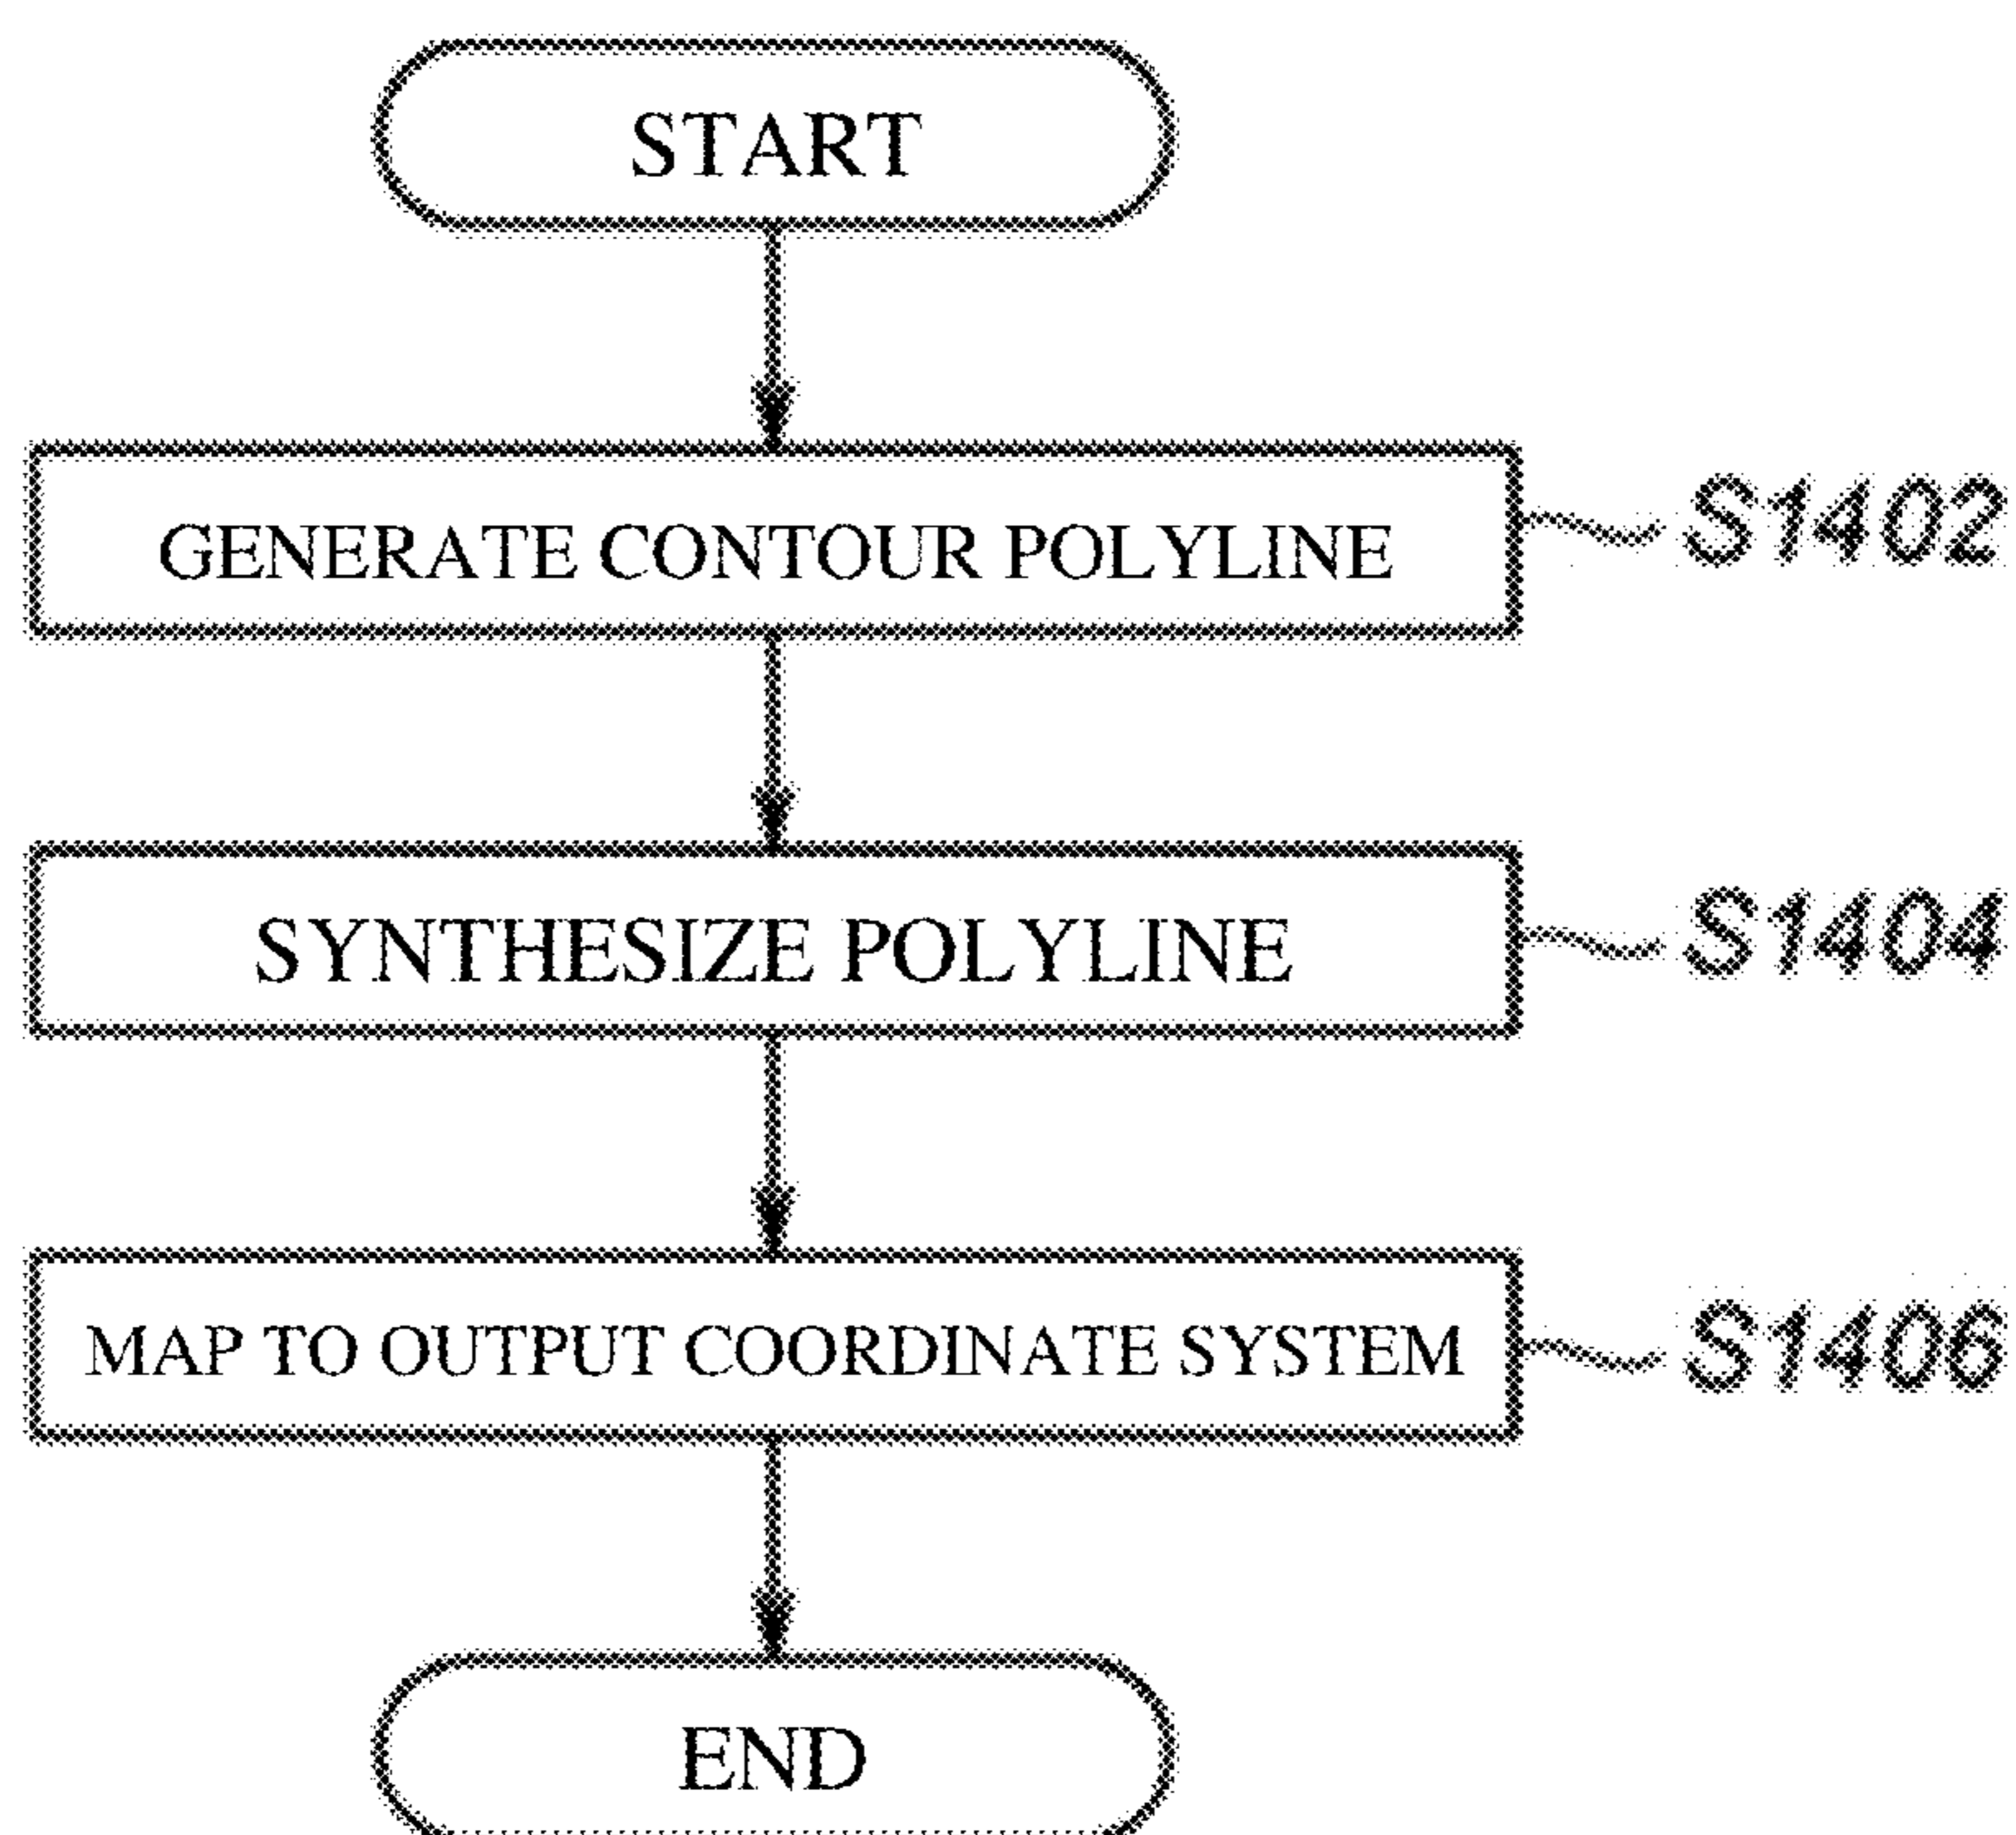 START
GENERATE CONTOUR POLYLINE
S1402
SYNTHESIZE POLYLINE
S1404
MAP TO OUTPUT COORDINATE SYSTEM
S1406
END